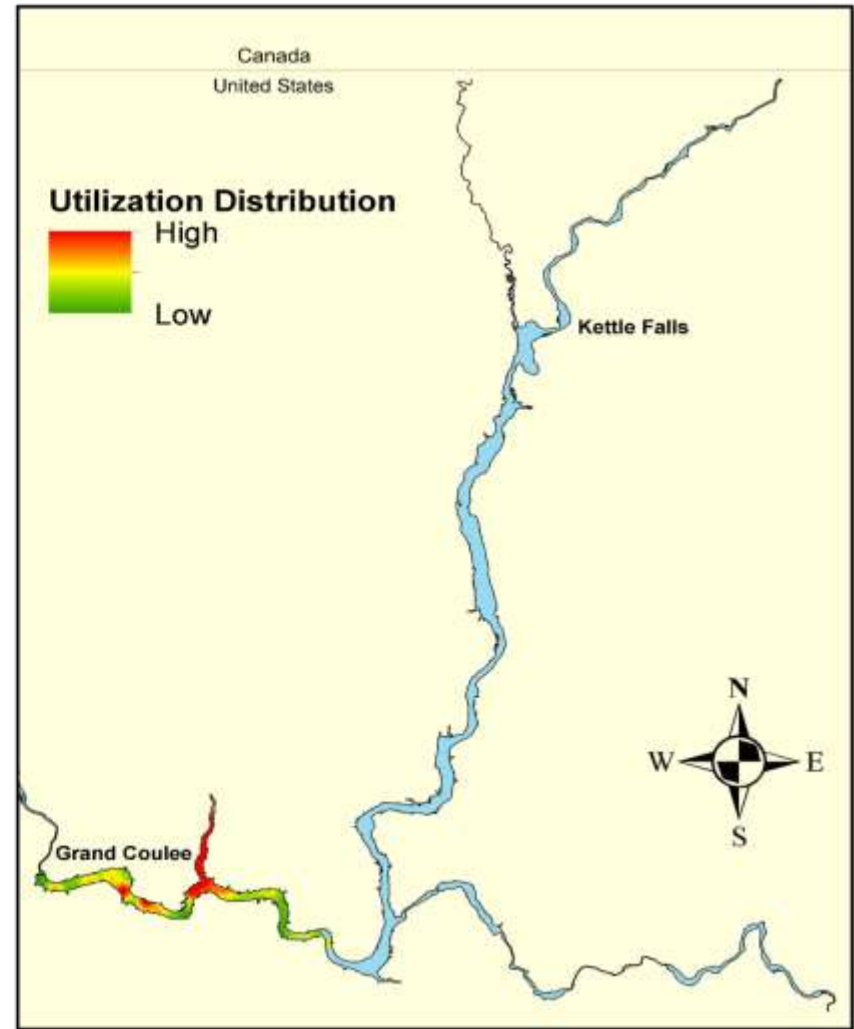 Canada
United States
Utilization Distribution
High
Low
Kettle Falls
N
W E
S
Grand Coulee